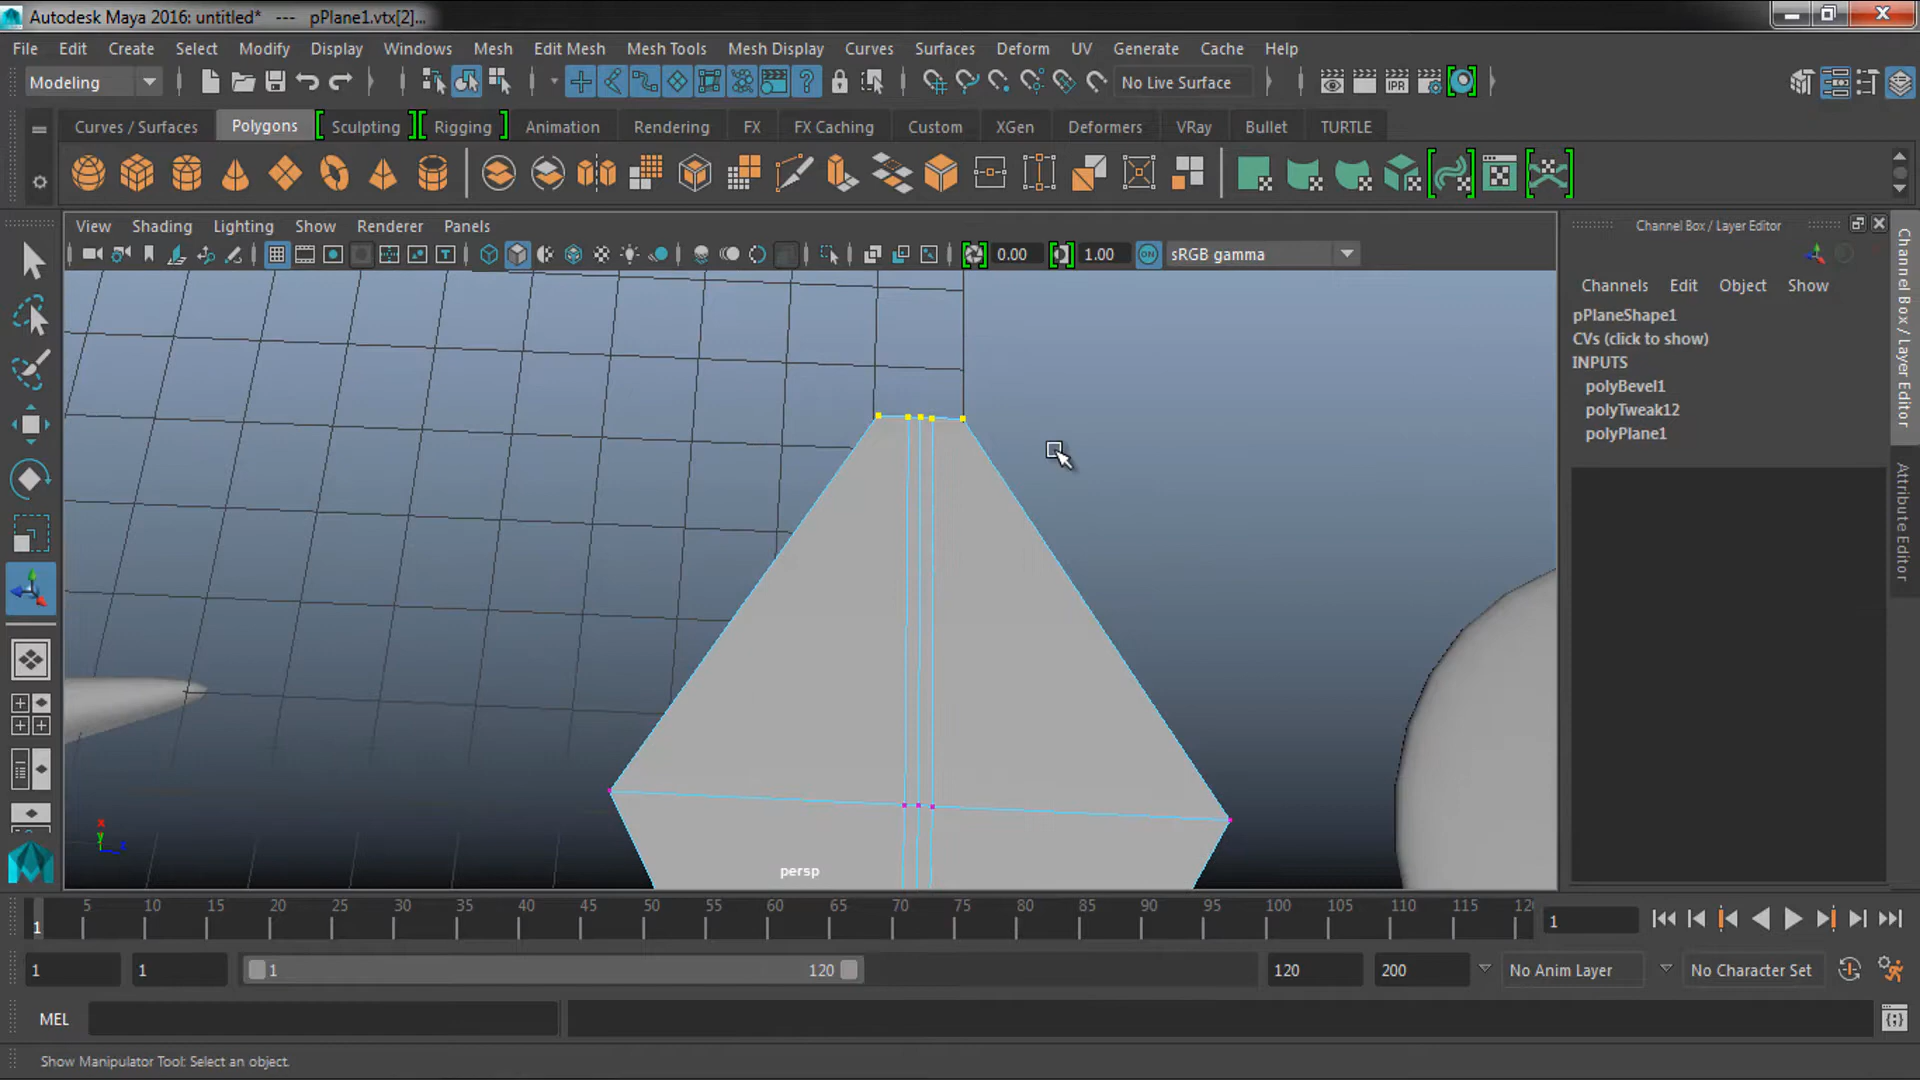 Autodesk Maya 2016: untitled*   ---   pPlane1.vtx[2]...
File Edit Create Select Modify Display Windows Mesh Edit Mesh Mesh Tools Mesh Display Curves Surfaces Deform UV Generate Cache Help
Modeling
No Live Surface
IPR
Curves / Surfaces Polygons Sculpting Rigging Animation Rendering FX FX Caching Custom XGen Deformers VRay Bullet TURTLE
View Shading Lighting Show Renderer Panels
0.00 1.00 ON sRGB gamma
Channel Box / Layer Editor
Channels Edit Object Show
pPlaneShape1
CVs (click to show)
INPUTS
polyBevel1
polyTweak12
polyPlane1
Channel Box / Layer Editor
Attribute Editor
x
y
z
persp
1 5 10 15 20 25 30 35 40 45 50 55 60 65 70 75 80 85 90 95 100 105 110 115 12
1
1 1 1 120 120 200 No Anim Layer No Character Set
MEL
Show Manipulator Tool: Select an object.